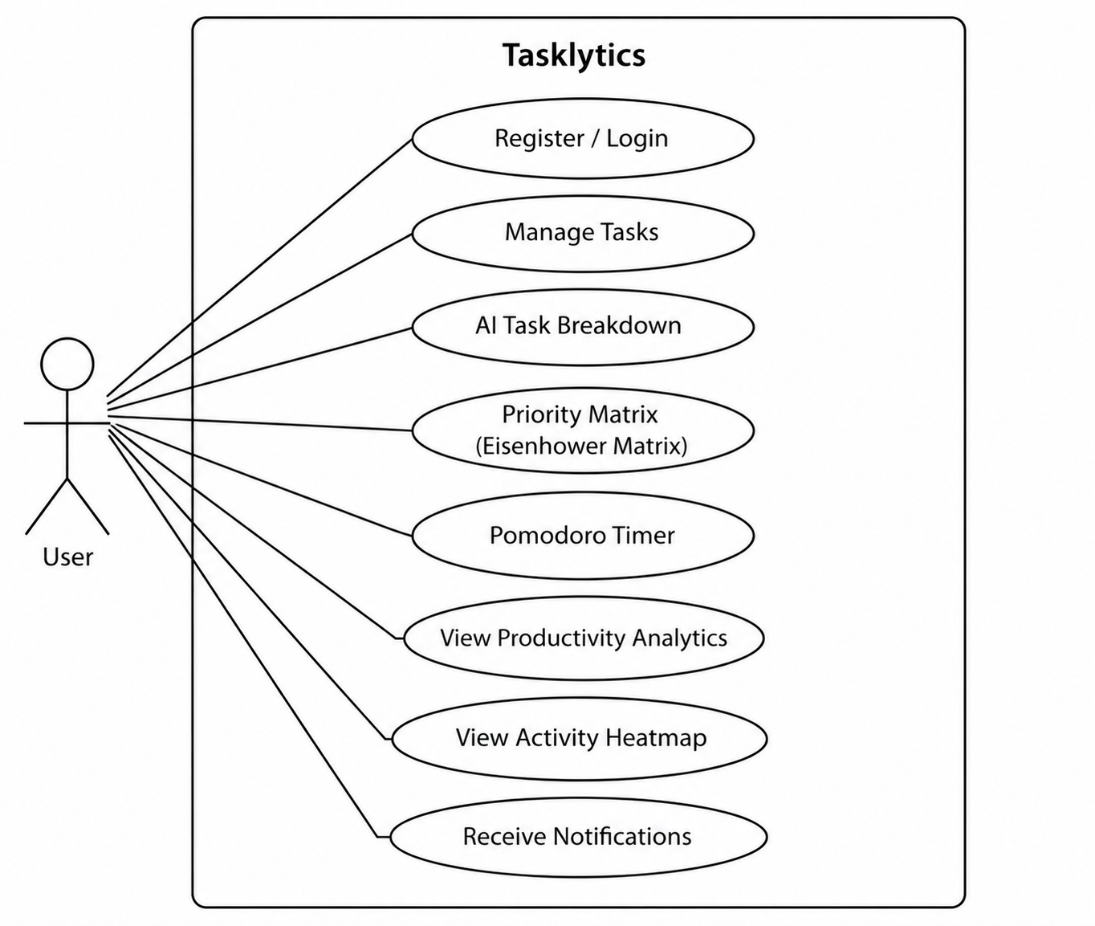 Tasklytics
Register / Login
Manage Tasks
AI Task Breakdown
Priority Matrix
(Eisenhower Matrix)
Pomodoro Timer
View Productivity Analytics
View Activity Heatmap
Receive Notifications
User